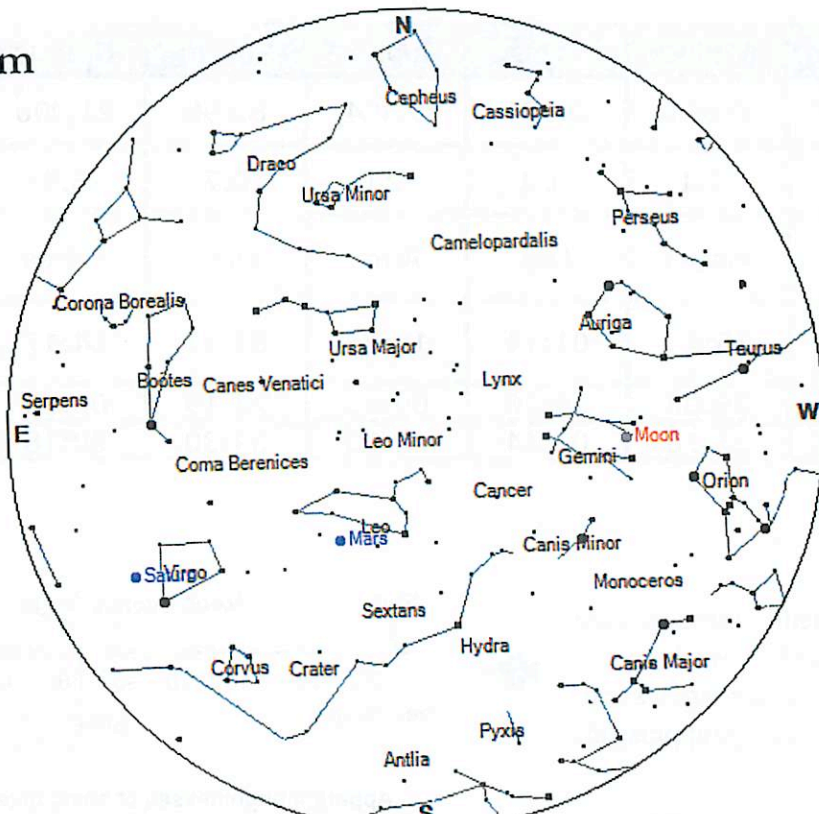 m
N
Cepheus
Cassiopeia
Draco
Ursa Minor
Perseus
Camelopardalis
Corona Borealis
Auriga
Ursa Major
Taurus
Bootes
Canes Venatici
Lynx
Serpens
W
E
Leo Minor
Moon
Gemini
Coma Berenices
Orion
Cancer
Leo
Mars
Canis Minor
Virgo
Monoceros
Sextans
Hydra
Corvus
Crater
Canis Major
Pyxis
Antlia
S